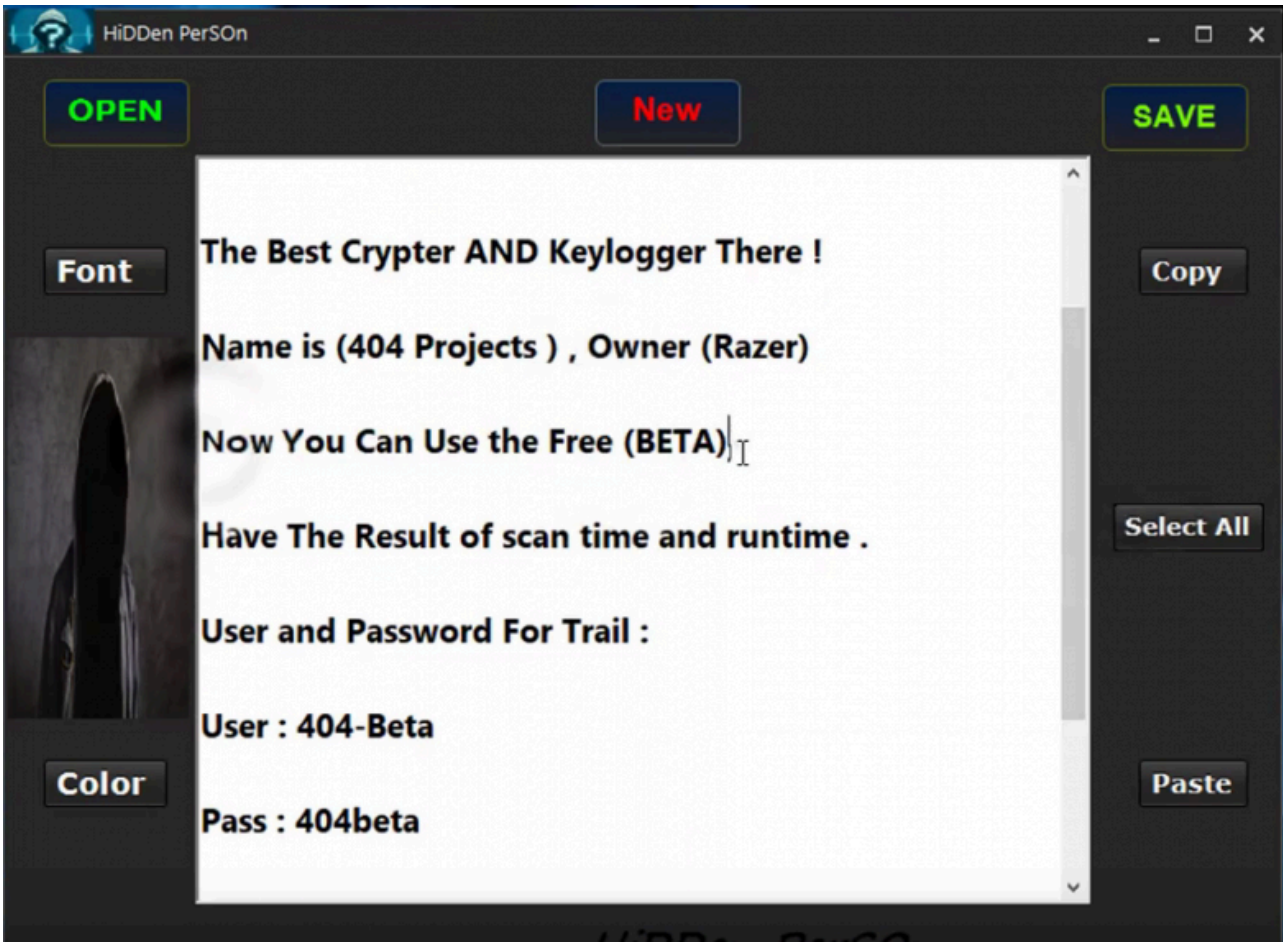 HiDDen PerSOn
OPEN
New
SAVE
Font
Copy
The Best Crypter AND Keylogger There !
Name is (404 Projects ) , Owner (Razer)
Now You Can Use the Free (BETA)
Have The Result of scan time and runtime .
Select All
User and Password For Trail :
User : 404-Beta
Color
Paste
Pass : 404beta